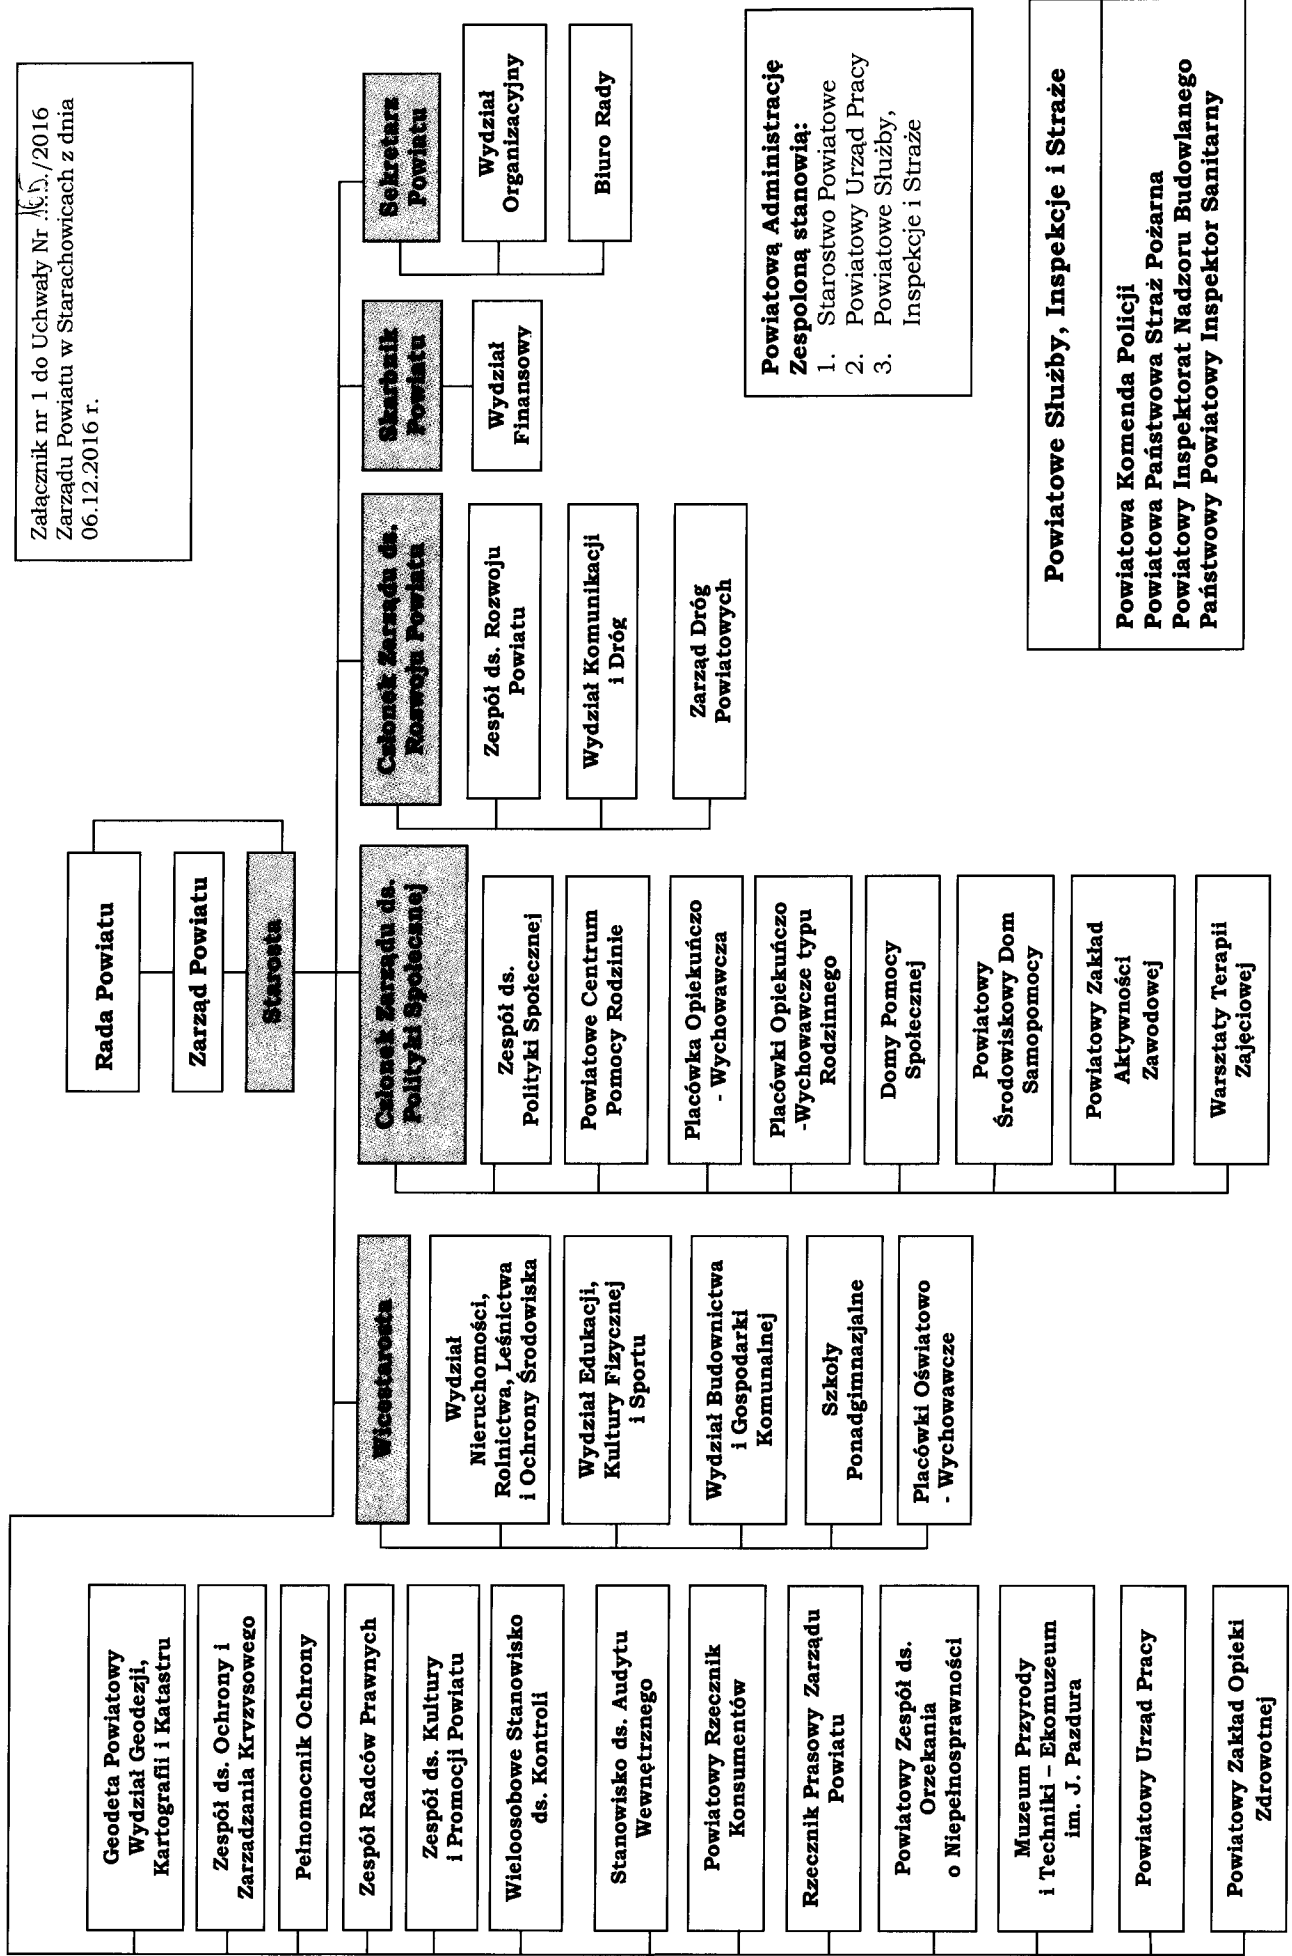 Załącznik nr 1 do Uchwały Nr /2016
Zarządu Powiatu w Starachowicach z dnia
06.12.2016 r.
Rada Powiatu
Zarząd Powiatu
Starosta
Geodeta Powiatowy
Wydział Geodezji,
Kartografii i Katastru
Zespół ds. Ochrony i
Zarzadzania Krvzvsowego
Pełnomocnik Ochrony
Zespół Radców Prawnych
Zespół ds. Kultury
i Promocji Powiatu
Wieloosobowe Stanowisko
ds. Kontroli
Stanowisko ds. Audytu
Wewnętrznego
Powiatowy Rzecznik
Konsumentów
Rzecznik Prasowy Zarządu
Powiatu
Powiatowy Zespół ds.
Orzekania
o Niepełnosprawności
Muzeum Przyrody
i Techniki – Ekomuzeum
im. J. Pazdura
Powiatowy Urząd Pracy
Powiatowy Zakład Opieki
Zdrowotnej
Wicestarosta
Wydział
Nieruchomości,
Rolnictwa, Leśnictwa
i Ochrony Środowiska
Wydział Edukacji,
Kultury Fizycznej
i Sportu
Wydział Budownictwa
i Gospodarki
Komunalnej
Szkoły
Ponadgimnazjalne
Placówki Oświatowo
- Wychowawcze
Członek Zarządu ds.
Polityki Społecznej
Zespół ds.
Polityki Społecznej
Powiatowe Centrum
Pomocy Rodzinie
Placówka Opiekuńczo
- Wychowawcza
Placówki Opiekuńczo
-Wychowawcze typu
Rodzinnego
Domy Pomocy
Społecznej
Powiatowy
Środowiskowy Dom
Samopomocy
Powiatowy Zakład
Aktywności
Zawodowej
Warsztaty Terapii
Zajęciowej
Członek Zarządu ds.
Rozwoju Powiatu
Zespół ds. Rozwoju
Powiatu
Wydział Komunikacji
i Dróg
Zarząd Dróg
Powiatowych
Skarbnik
Powiatu
Wydział
Finansowy
Sekretarz
Powiatu
Wydział
Organizacyjny
Biuro Rady
Powiatową Administrację
Zespoloną stanowią:
1. Starostwo Powiatowe
2. Powiatowy Urząd Pracy
3. Powiatowe Służby,
Inspekcje i Straże
Powiatowe Służby, Inspekcje i Straże
Powiatowa Komenda Policji
Powiatowa Państwowa Straż Pożarna
Powiatowy Inspektorat Nadzoru Budowlanego
Państwowy Powiatowy Inspektor Sanitarny